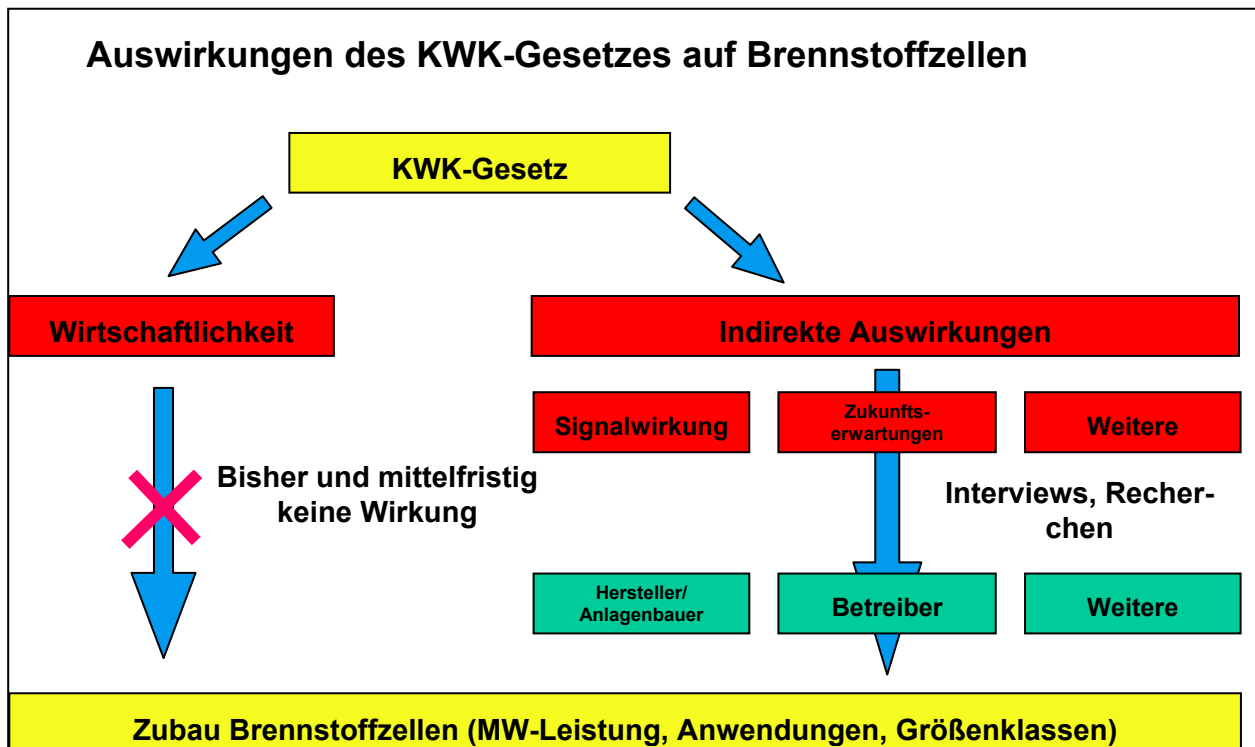 Auswirkungen des KWK-Gesetzes auf Brennstoffzellen
KWK-Gesetz
Wirtschaftlichkeit
Indirekte Auswirkungen
Signalwirkung
Zukunfts-
erwartungen
Weitere
Bisher und mittelfristig
keine Wirkung
Interviews, Recher-
chen
Hersteller/
Anlagenbauer
Betreiber
Weitere
Zubau Brennstoffzellen (MW-Leistung, Anwendungen, Größenklassen)